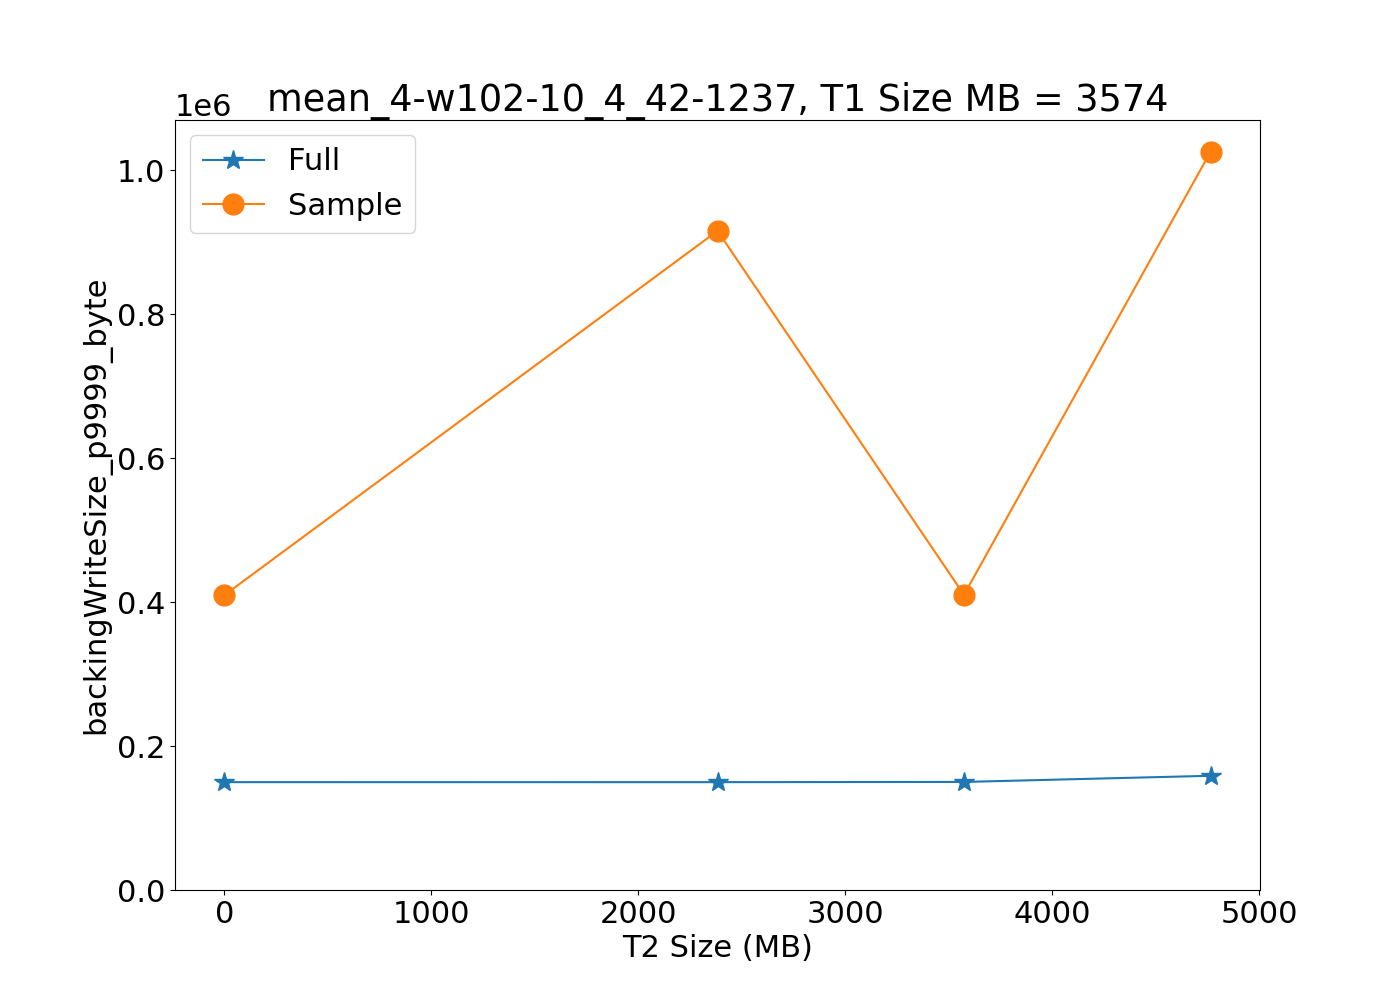 mean_4-w102-10_4_42-1237, T1 Size MB = 3574
1e6
Full
Sample
backingWriteSize_p9999_byte
1.0
0.8
0.6
0.4
0.2
0.0
0 1000 2000 3000 4000 5000
T2 Size (MB)